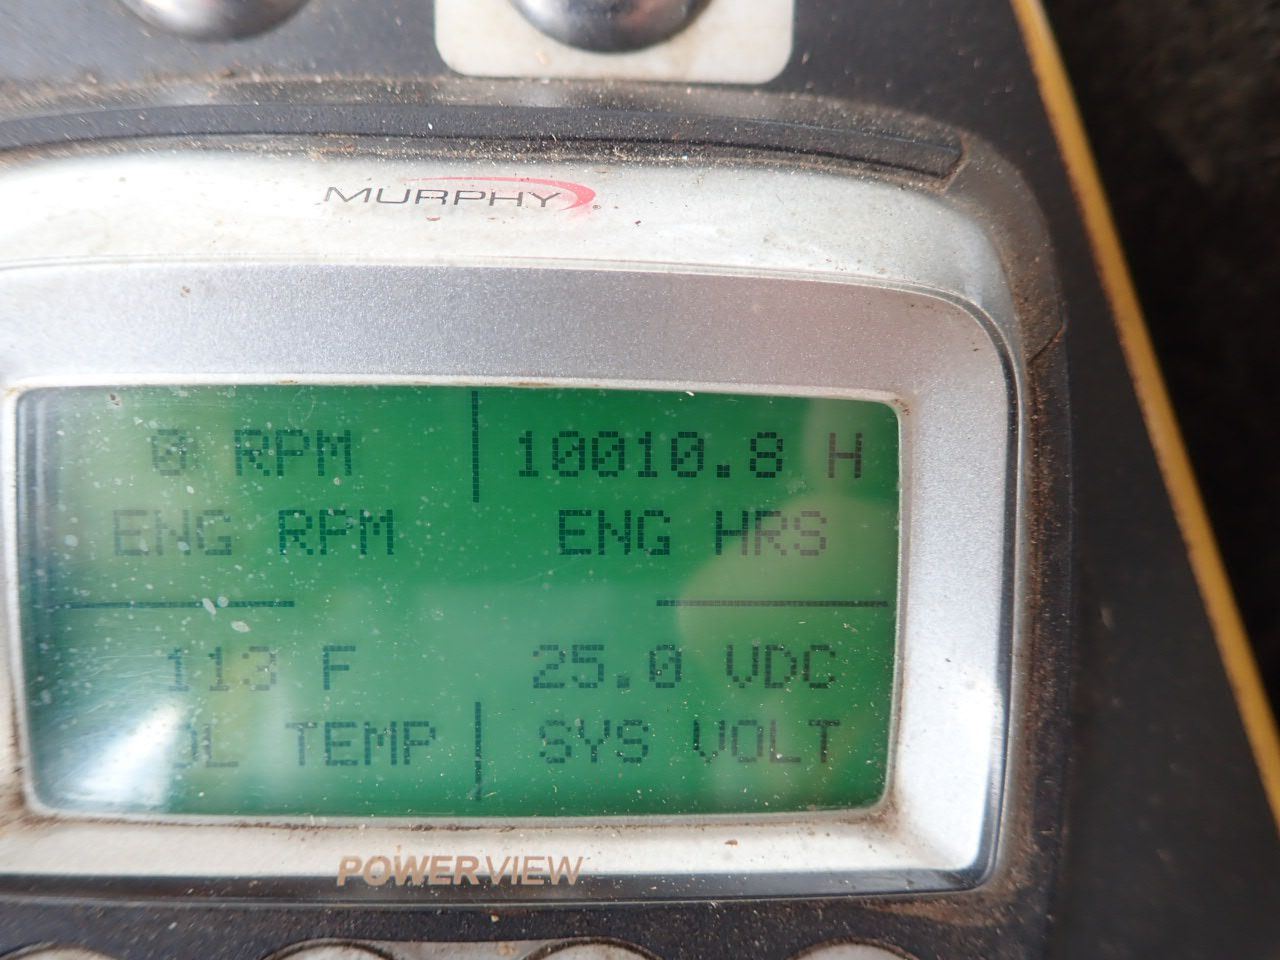 MURPHY
0 RPM 10010.8 H
ENG RPM ENG HRS
113 F 25.0 VDC
TEMP SYS VOLT
POWERVIEW